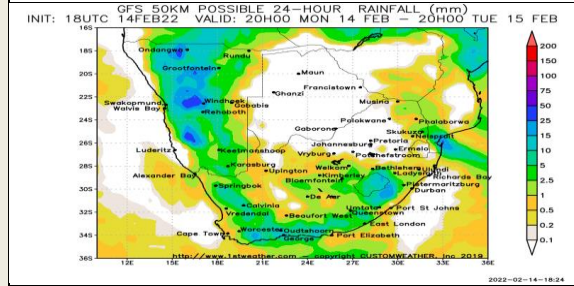 GFS 50KM POSSIBLE 24-HOUR RAINFALL (mm)
INIT: 18UTC 14FEB22 VALID: 20H00 MON 14 FEB – 20H00 TUE 15 FEB
16S
18S
20S
22S
24S
26S
28S
30S
32S
34S
36S
Ondangwa
Rundu
Grootfontein
Maun
Ghanzi
Francistown
Swakopmund
Walvis Bay
Windhoek
Gobabis
Rehoboth
Musina
Polokwane
Phalaborwa
Gaborone
Skukuza
Nelspruit
Johannesburg
Pretoria
Ermelo
Luderitz
Keetmanshoop
Vryburg
Potchefstroom
Karasburg
Upington
Welkom
Kimberley
Bethlehem
Ladysmith
Richards Bay
Alexander Bay
Springbok
Bloemfontein
Pietermaritzburg
Durban
De Aar
Calvinia
Vredendal
Beaufort West
Umtata
Queenstown
Port St Johns
East London
Cape Town
Worcester
Oudtshoorn
George
Port Elizabeth
http://www.1stweather.com - copyright CUSTOMWEATHER, Inc 2019
12E 15E 18E 21E 24E 27E 30E 33E 36E
200
150
100
75
50
25
15
10
5
2.5
1
0.5
0.2
0.1
2022-02-14-18:24